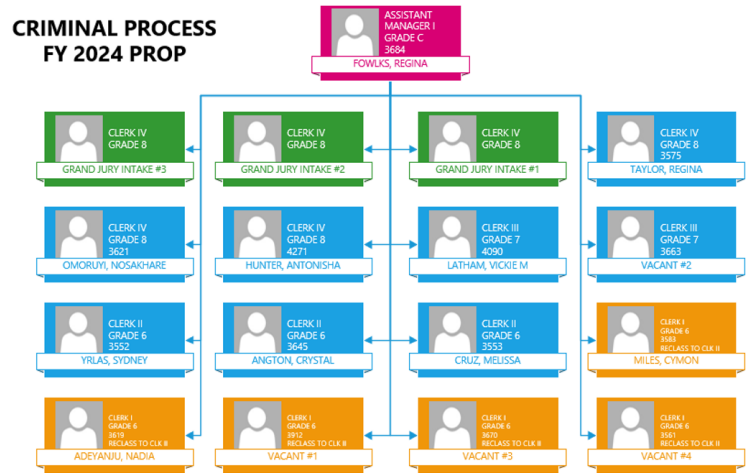 CRIMINAL PROCESS
FY 2024 PROP
ASSISTANT
MANAGER I
GRADE C
3684
FOWLKS, REGINA
CLERK IV
GRADE 8
GRAND JURY INTAKE #3
CLERK IV
GRADE 8
GRAND JURY INTAKE #2
CLERK IV
GRADE 8
GRAND JURY INTAKE #1
CLERK IV
GRADE 8
3575
TAYLOR, REGINA
CLERK IV
GRADE 8
3621
OMORUYI, NOSAKHARE
CLERK IV
GRADE 8
4271
HUNTER, ANTONISHA
CLERK III
GRADE 7
4090
LATHAM, VICKIE M
CLERK III
GRADE 7
3663
VACANT #2
CLERK II
GRADE 6
3552
YRLAS, SYDNEY
CLERK II
GRADE 6
3645
ANGTON, CRYSTAL
CLERK II
GRADE 6
3553
CRUZ, MELISSA
CLERK I
GRADE 6
3583
RECLASS TO CLK II
MILES, CYMON
CLERK I
GRADE 6
3619
RECLASS TO CLK II
ADEYANJU, NADIA
CLERK I
GRADE 6
3912
RECLASS TO CLK II
VACANT #1
CLERK I
GRADE 6
3670
RECLASS TO CLK II
VACANT #3
CLERK I
GRADE 6
3561
RECLASS TO CLK II
VACANT #4